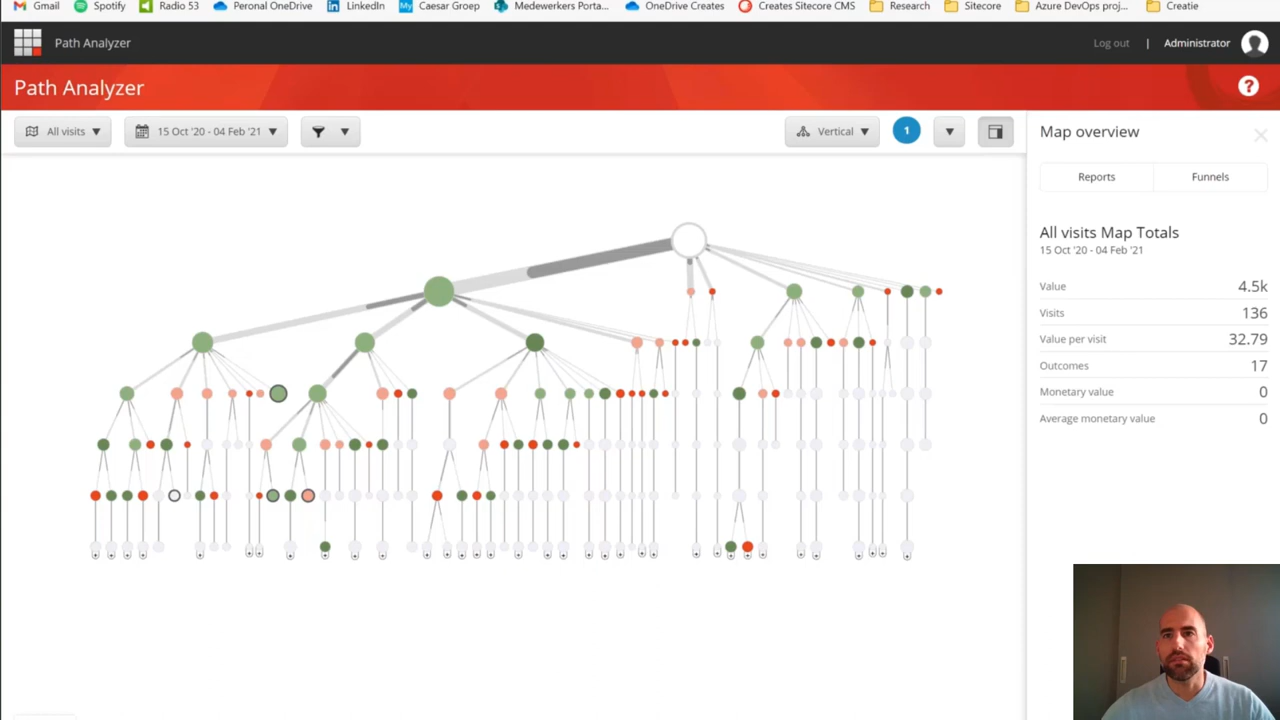 Gmail Spotify Radio 53 Peronal OneDrive LinkedIn Caesar Groep Medewerkers Porta... OneDrive Creates Creates Sitecore CMS Research Sitecore Azure DevOps proj... Creatie
Path Analyzer Log out | Administrator
Path Analyzer ?
All visits 15 Oct '20 - 04 Feb '21 Vertical 1
Map overview
Reports Funnels
All visits Map Totals
15 Oct '20 - 04 Feb '21
Value 4.5k
Visits 136
Value per visit 32.79
Outcomes 17
Monetary value 0
Average monetary value 0